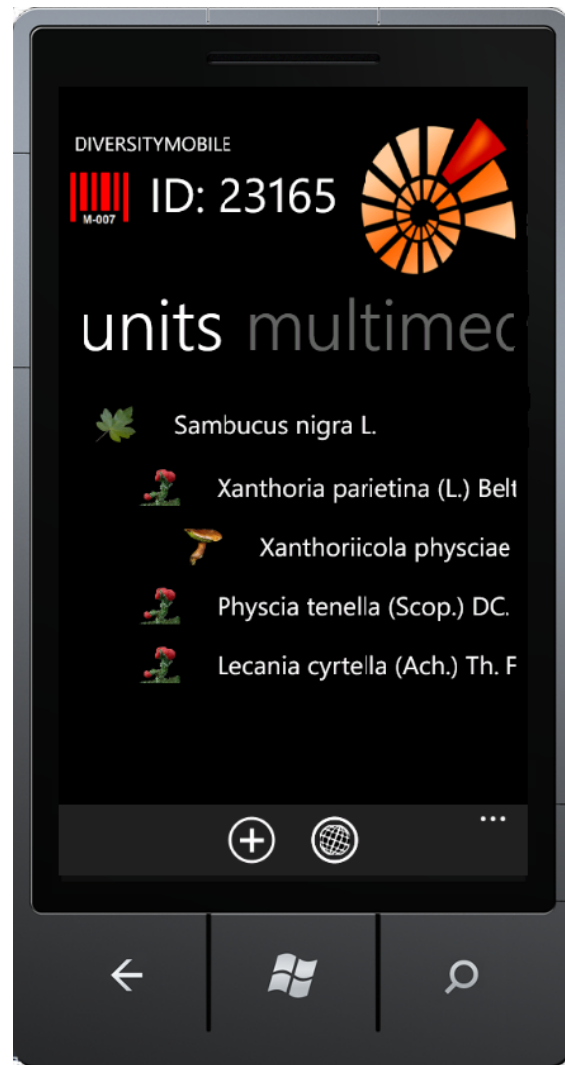 DIVERSITYMOBILE
M-007
ID: 23165
units multimed
Sambucus nigra L.
Xanthoria parietina (L.) Belt
Xanthoriicola physciae
Physcia tenella (Scop.) DC.
Lecania cyrtella (Ach.) Th. F
...